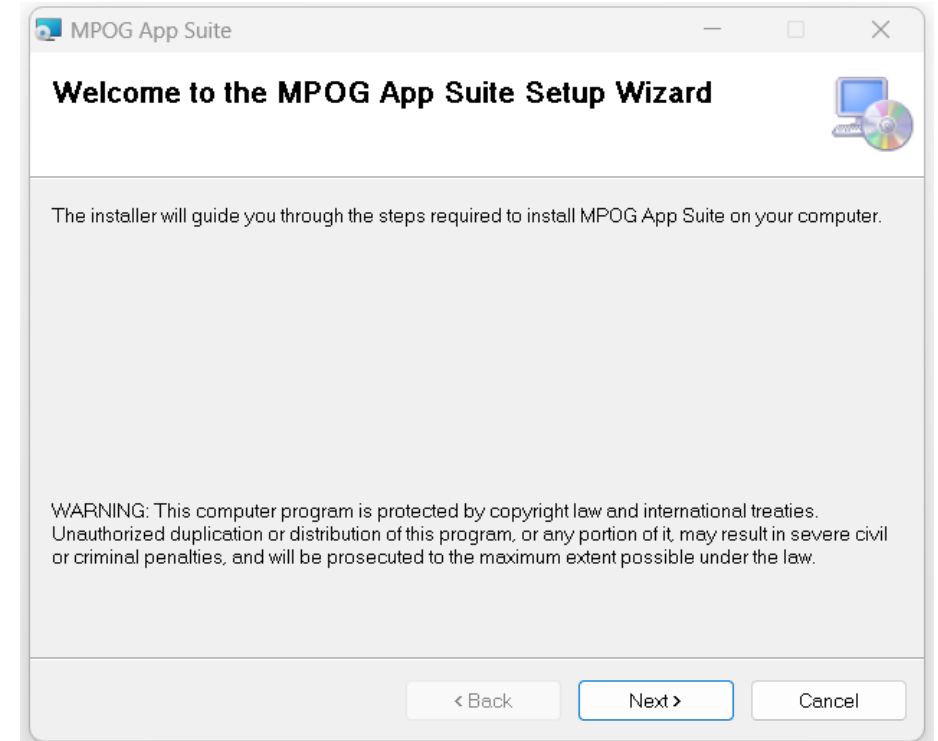 MPOG App Suite
Welcome to the MPOG App Suite Setup Wizard
The installer will guide you through the steps required to install MPOG App Suite on your computer.
WARNING: This computer program is protected by copyright law and international treaties.
Unauthorized duplication or distribution of this program, or any portion of it, may result in severe civil
or criminal penalties, and will be prosecuted to the maximum extent possible under the law.
< Back Next > Cancel